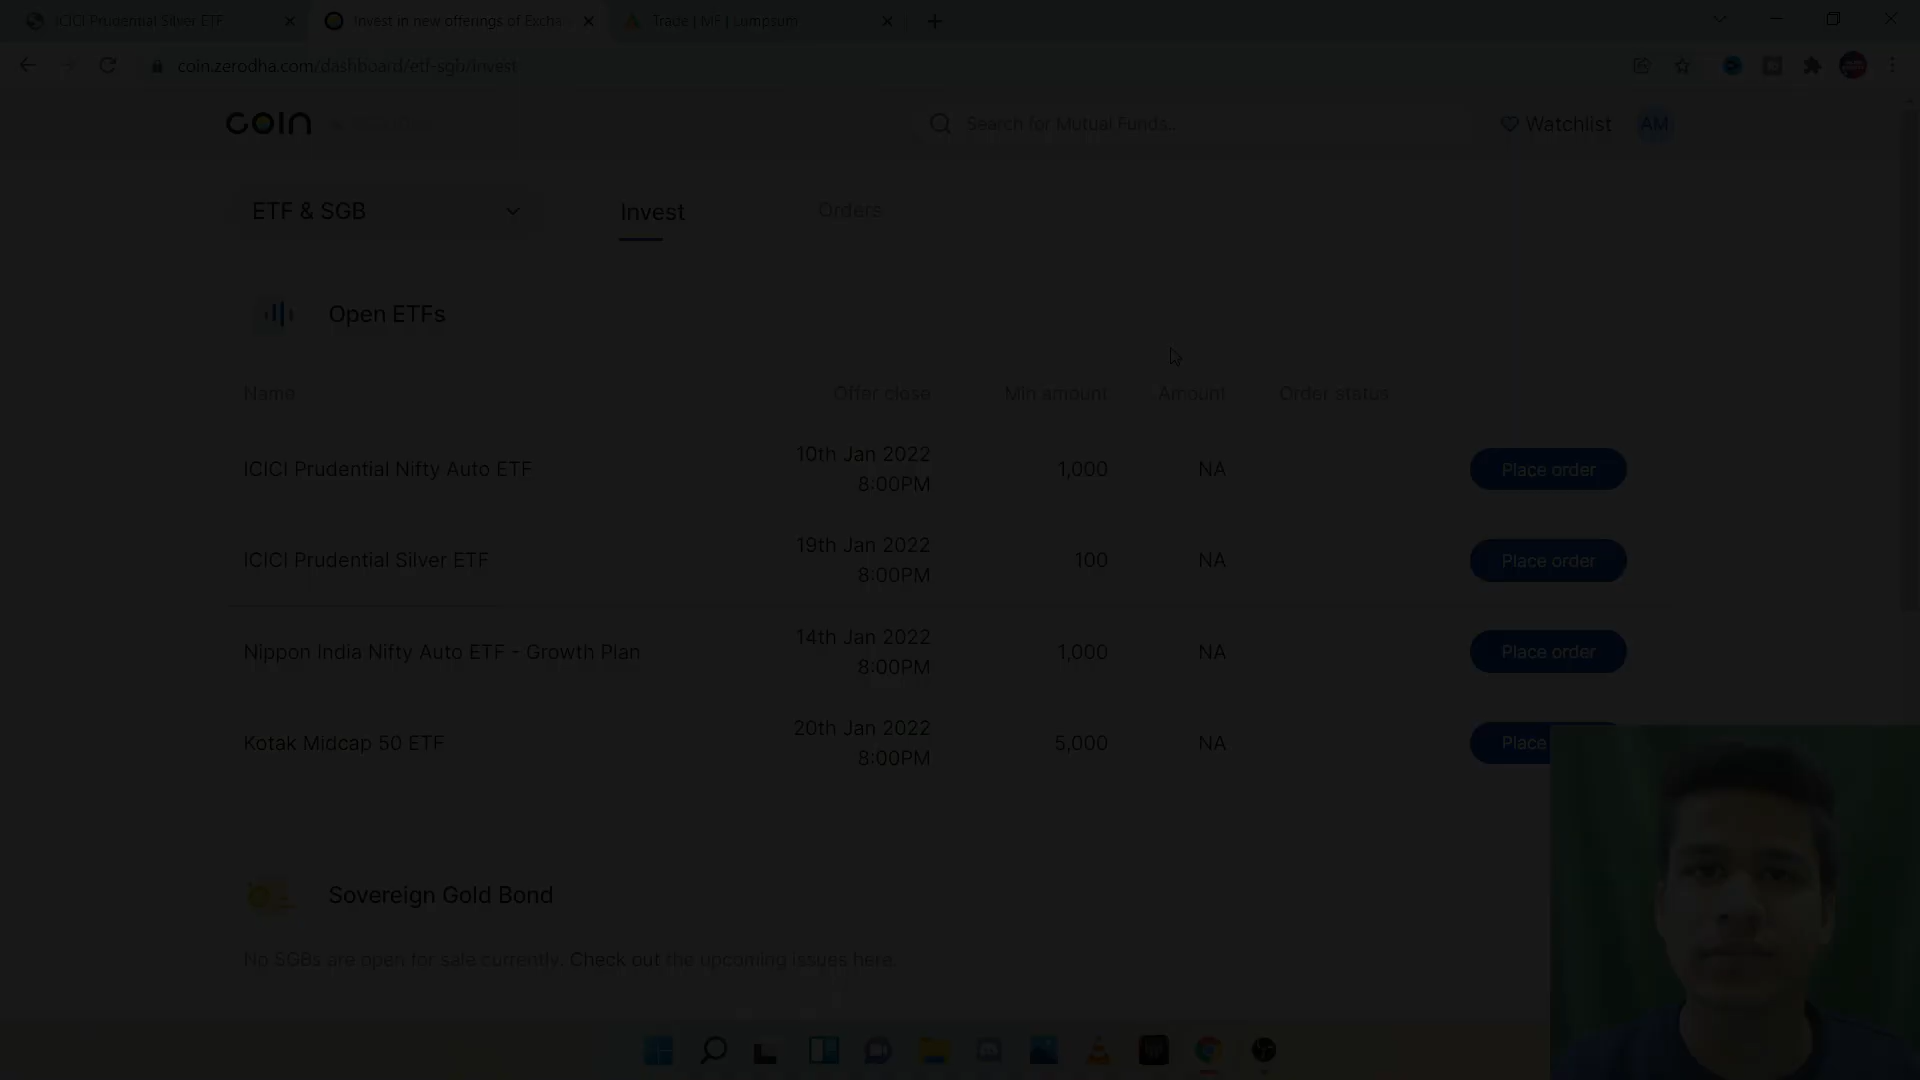 ICICI Prudential Silver ETF
Invest in new offerings of Excha
Trade | MF | Lumpsum
coin.zerodha.com/dashboard/etf-sgb/invest
coin
Search for Mutual Funds..
Watchlist
AM
ETF & SGB
Invest
Orders
Open ETFs
Name Offer close Min amount Amount Order status
ICICI Prudential Nifty Auto ETF 10th Jan 2022 8:00PM 1,000 NA Place order
ICICI Prudential Silver ETF 19th Jan 2022 8:00PM 100 NA Place order
Nippon India Nifty Auto ETF - Growth Plan 14th Jan 2022 8:00PM 1,000 NA Place order
Kotak Midcap 50 ETF 20th Jan 2022 8:00PM 5,000 NA Place
Sovereign Gold Bond
No SGBs are open for sale currently. Check out the upcoming issues here.